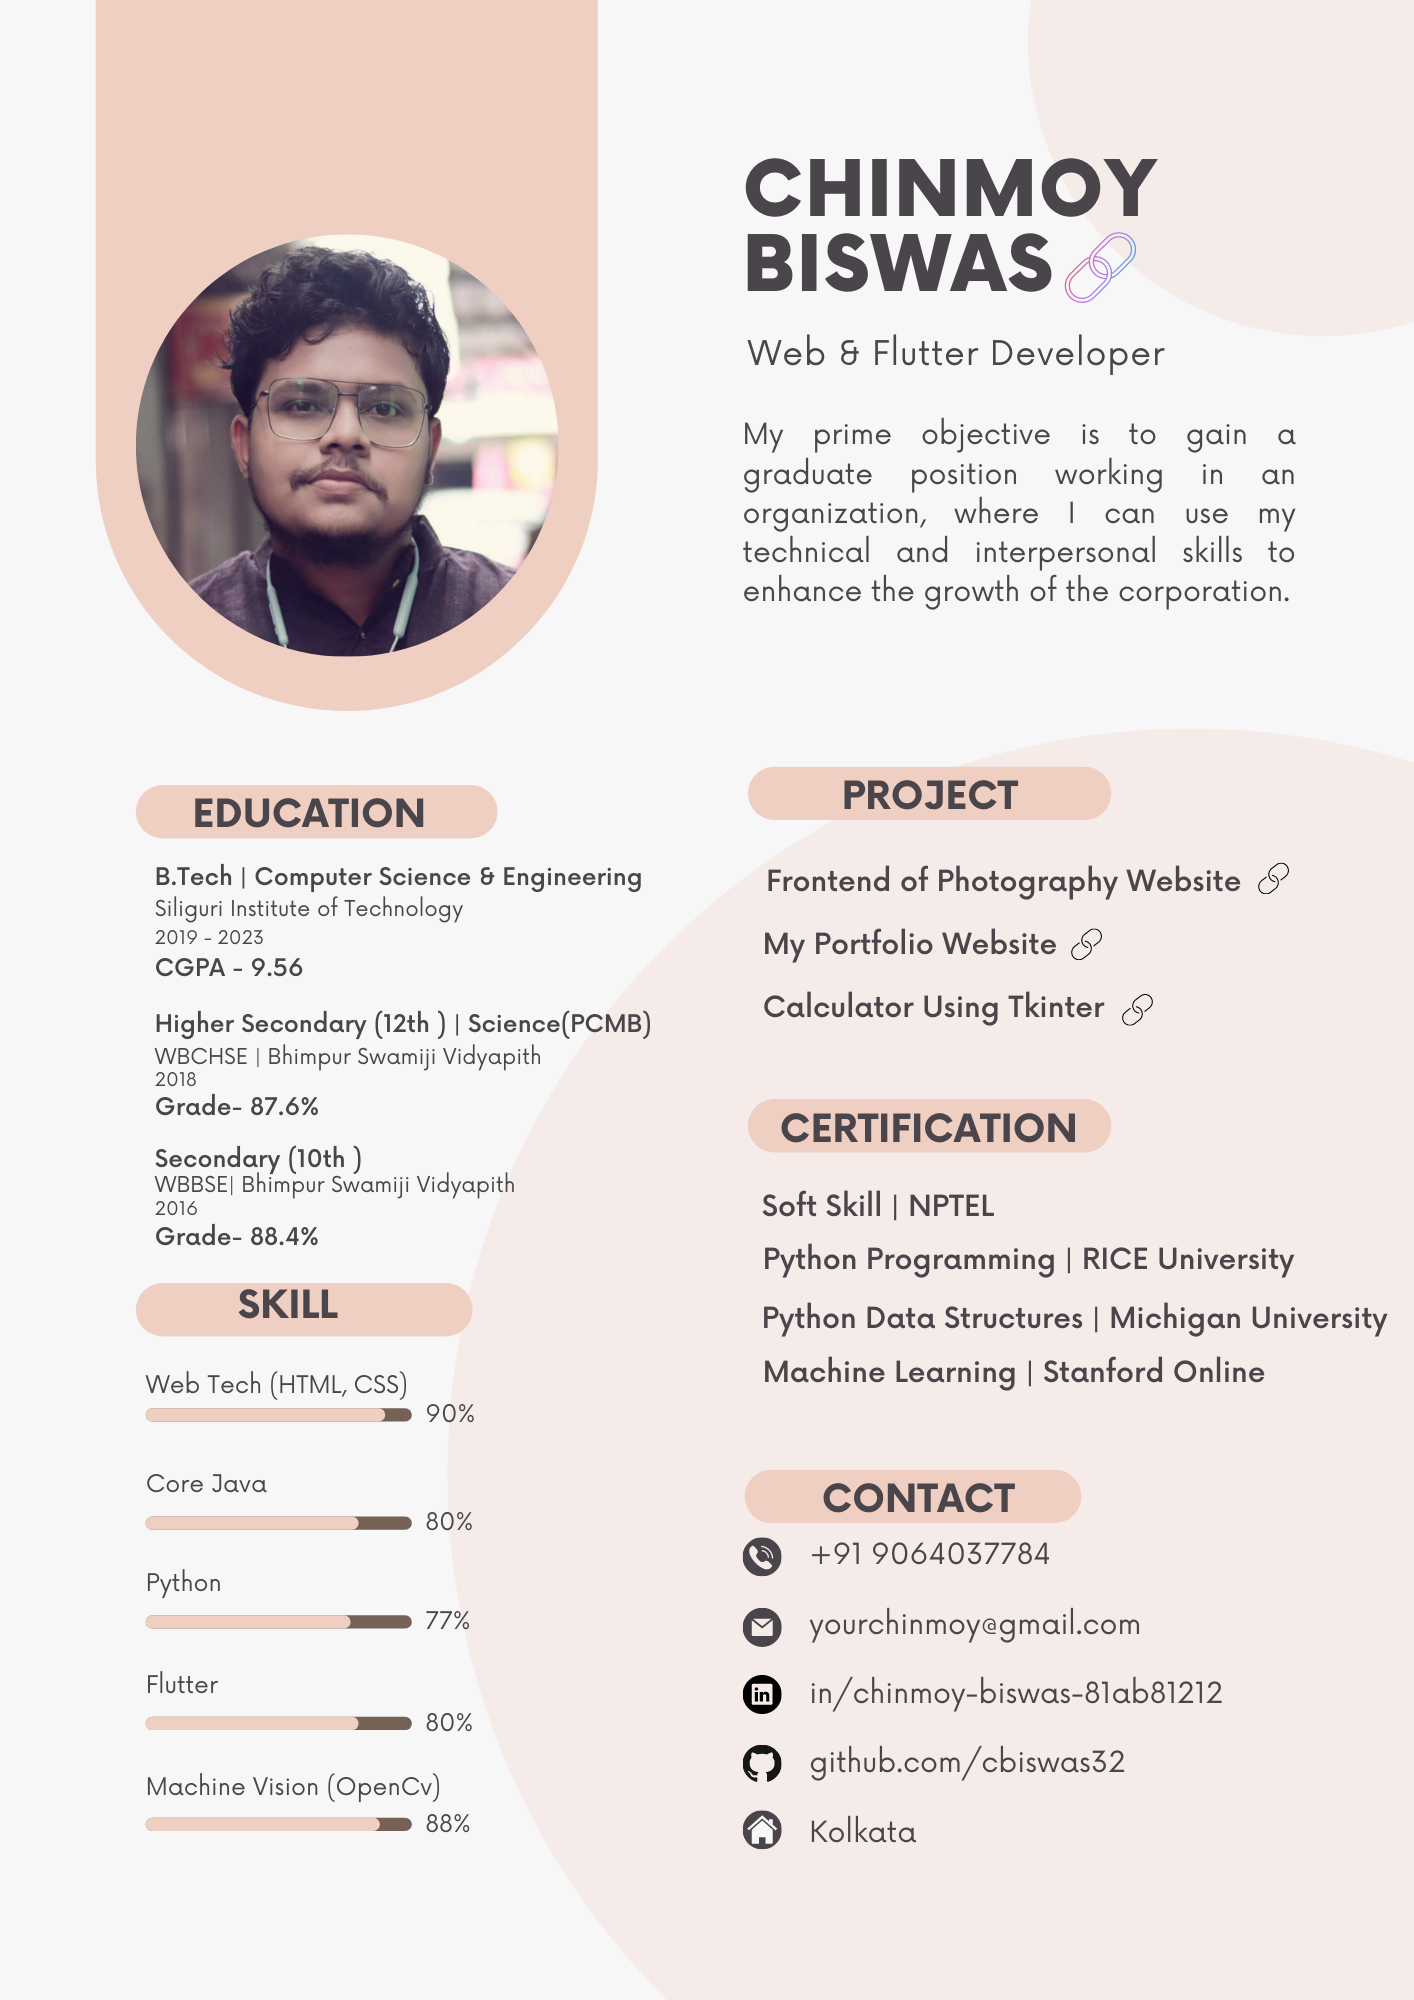 CHINMOY
BISWAS
Web & Flutter Developer
My prime objective is to gain a
graduate position working in an
organization, where I can use my
technical and interpersonal skills to
enhance the growth of the corporation.
EDUCATION
B.Tech | Computer Science & Engineering
Siliguri Institute of Technology
2019 - 2023
CGPA - 9.56
Higher Secondary (12th ) | Science(PCMB)
WBCHSE | Bhimpur Swamiji Vidyapith
2018
Grade- 87.6%
Secondary (10th )
WBBSE| Bhimpur Swamiji Vidyapith
2016
Grade- 88.4%
SKILL
Web Tech (HTML, CSS)
90%
Core Java
80%
Python
77%
Flutter
80%
Machine Vision (OpenCv)
88%
PROJECT
Frontend of Photography Website
My Portfolio Website
Calculator Using Tkinter
CERTIFICATION
Soft Skill | NPTEL
Python Programming | RICE University
Python Data Structures | Michigan University
Machine Learning | Stanford Online
CONTACT
+91 9064037784
yourchinmoy@gmail.com
in/chinmoy-biswas-81ab81212
github.com/cbiswas32
Kolkata